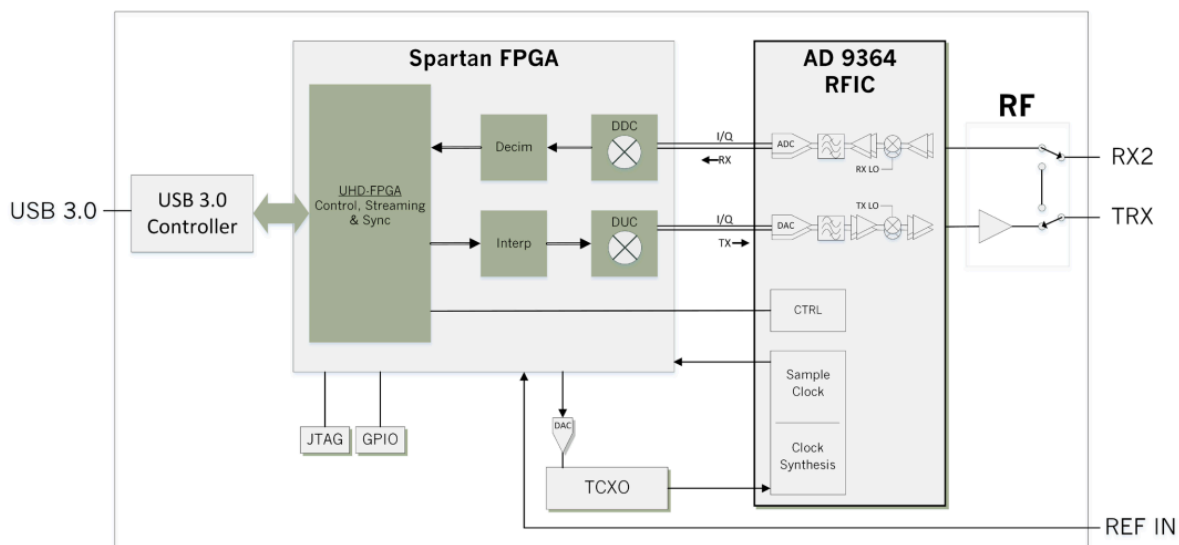 Spartan FPGA
AD 9364
RFIC
RF
UHD-FPGA
Control, Streaming
& Sync
Decim
DDC
I/Q
RX
ADC
RX LO
RX2
USB 3.0
USB 3.0
Controller
Interp
DUC
I/Q
TX
DAC
TX LO
TRX
CTRL
Sample
Clock
Clock
Synthesis
JTAG
GPIO
DAC
TCXO
REF IN